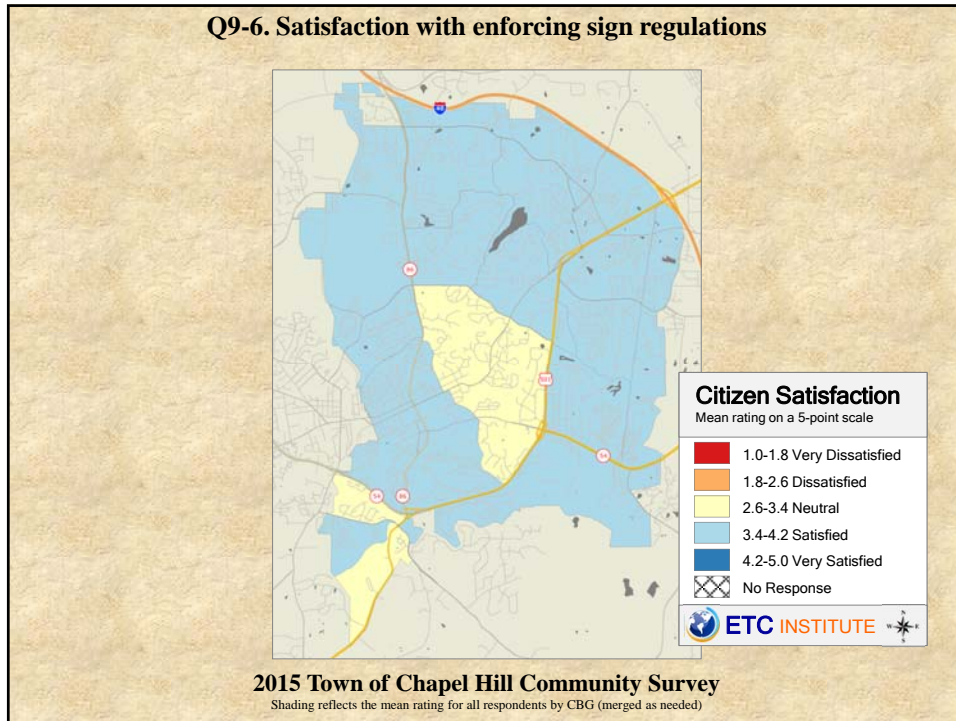 Q9-6. Satisfaction with enforcing sign regulations
40
86
501
54
54
86
Citizen Satisfaction
Mean rating on a 5-point scale
1.0-1.8 Very Dissatisfied
1.8-2.6 Dissatisfied
2.6-3.4 Neutral
3.4-4.2 Satisfied
4.2-5.0 Very Satisfied
No Response
ETC INSTITUTE
N
W E
S
2015 Town of Chapel Hill Community Survey
Shading reflects the mean rating for all respondents by CBG (merged as needed)